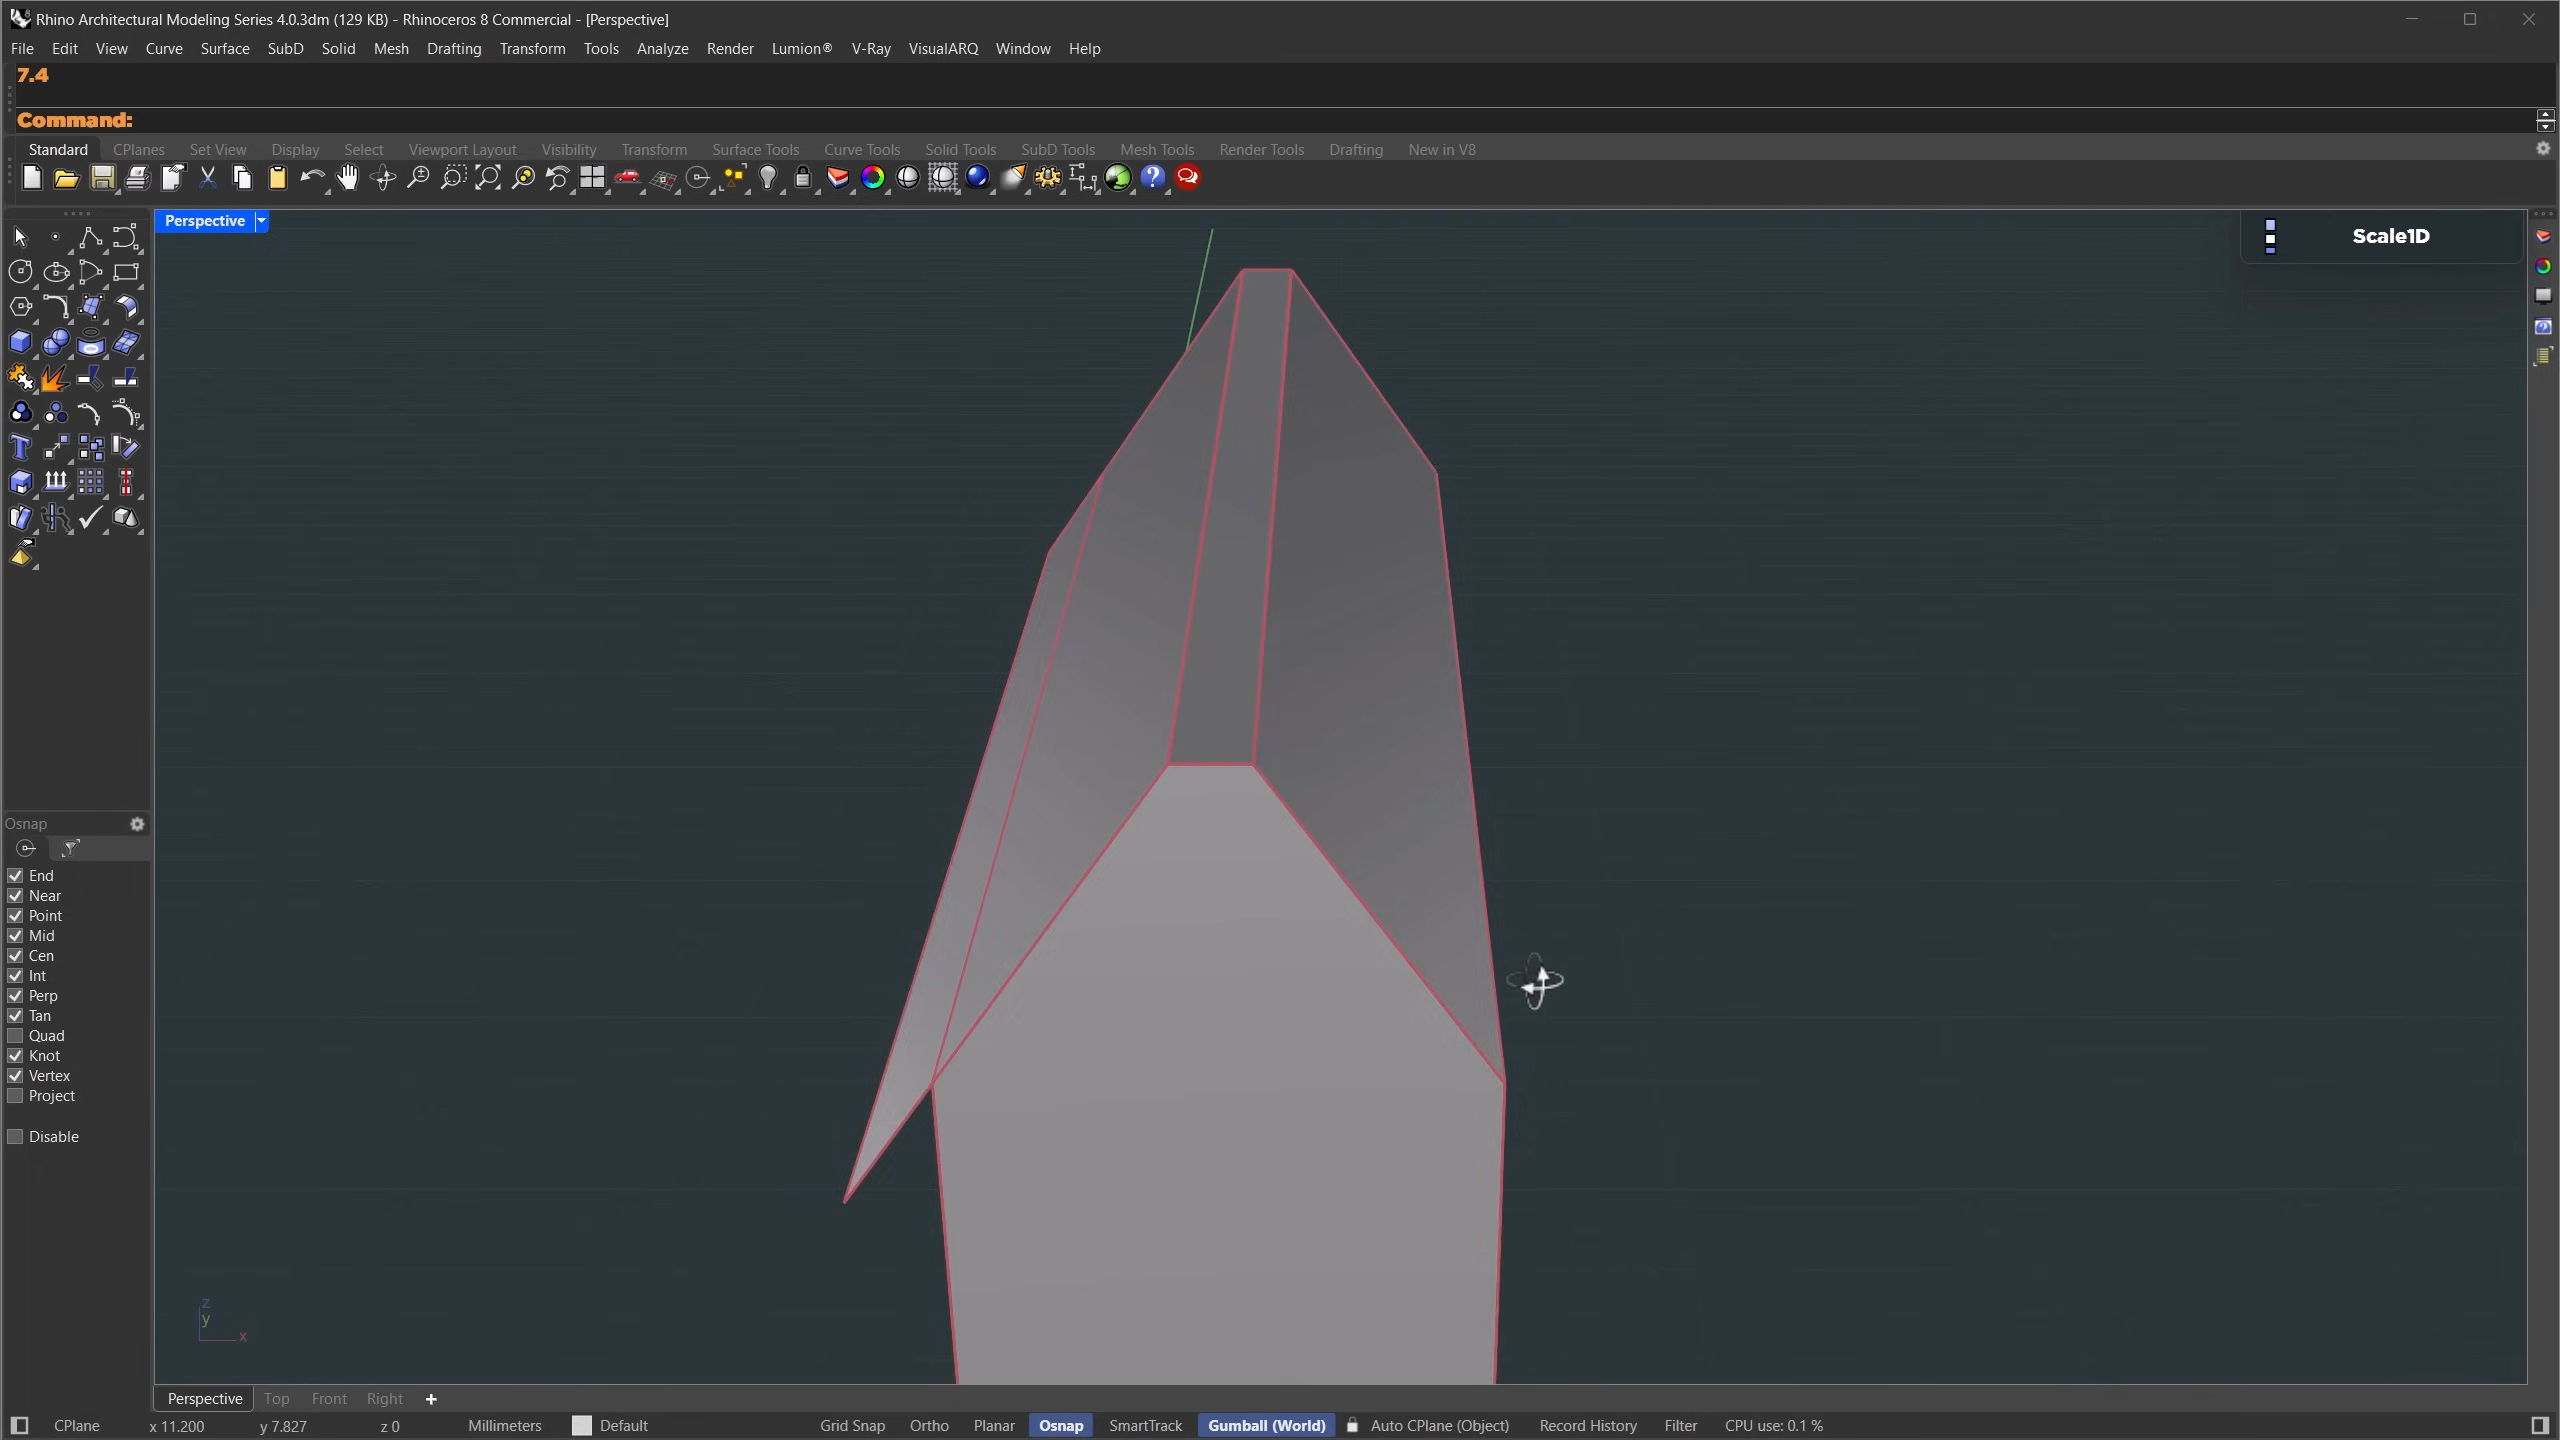 Rhino Architectural Modeling Series 4.0.3dm (129 KB) - Rhinoceros 8 Commercial - [Perspective]
File Edit View Curve Surface SubD Solid Mesh Drafting Transform Tools Analyze Render Lumion® V-Ray VisualARQ Window Help
7.4
Command:
Standard CPlanes Set View Display Select Viewport Layout Visibility Transform Surface Tools Curve Tools Solid Tools SubD Tools Mesh Tools Render Tools Drafting New in V8
Perspective
Scale1D
Osnap
End
Near
Point
Mid
Cen
Int
Perp
Tan
Quad
Knot
Vertex
Project
Disable
z
y
x
Perspective Top Front Right
CPlane x 11.200 y 7.827 z 0 Millimeters Default Grid Snap Ortho Planar Osnap SmartTrack Gumball (World) Auto CPlane (Object) Record History Filter CPU use: 0.1 %